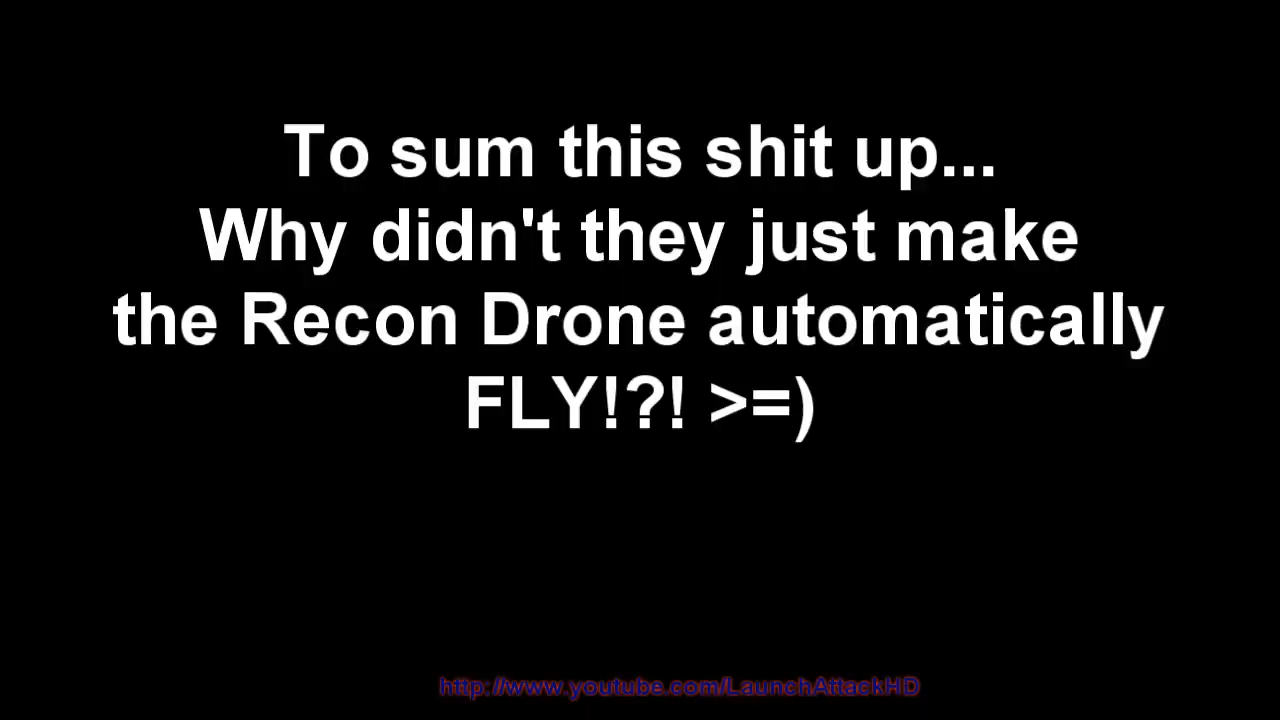 To sum this shit up...
Why didn't they just make
the Recon Drone automatically
FLY!?! >=)
http://www.youtube.com/LaunchAttackHD